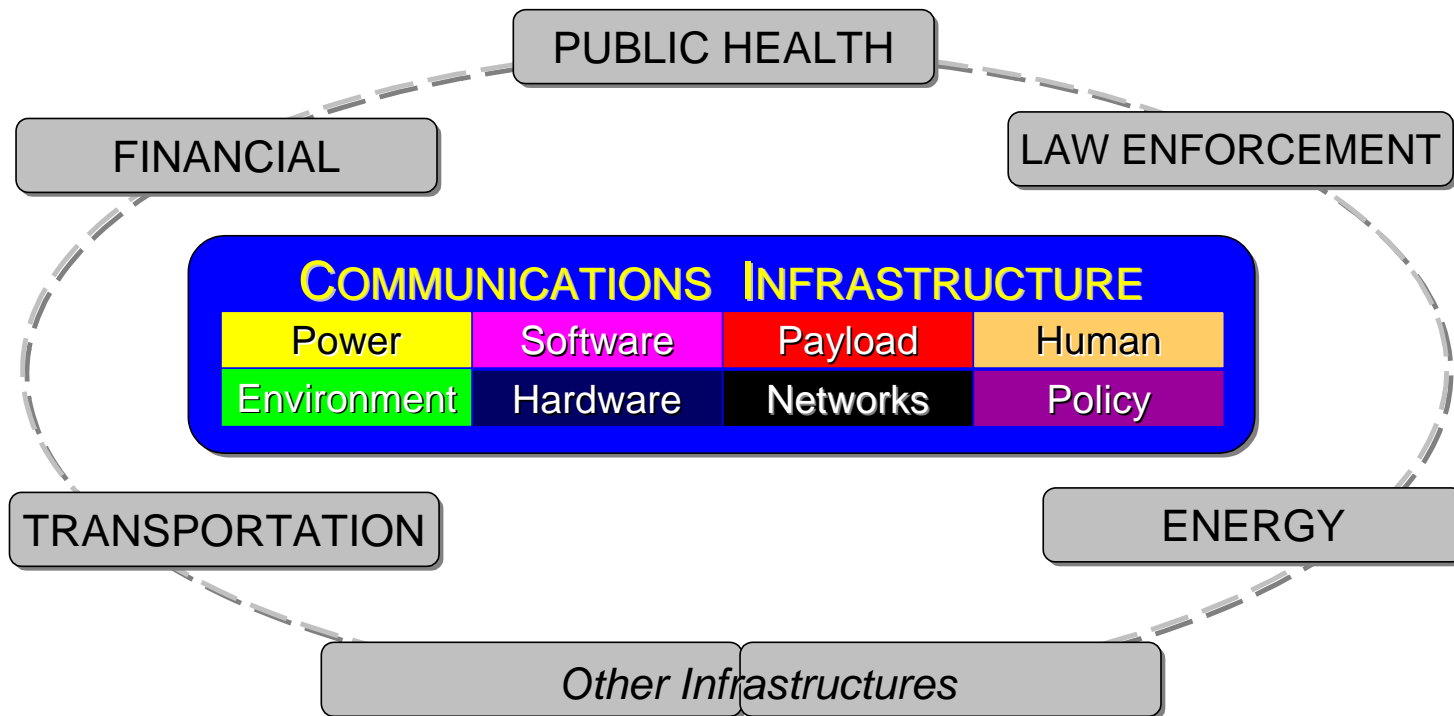 PUBLIC HEALTH
FINANCIAL
LAW ENFORCEMENT
COMMUNICATIONS INFRASTRUCTURE
Power Software Payload Human
Environment Hardware Networks Policy
TRANSPORTATION
ENERGY
Other Infrastructures